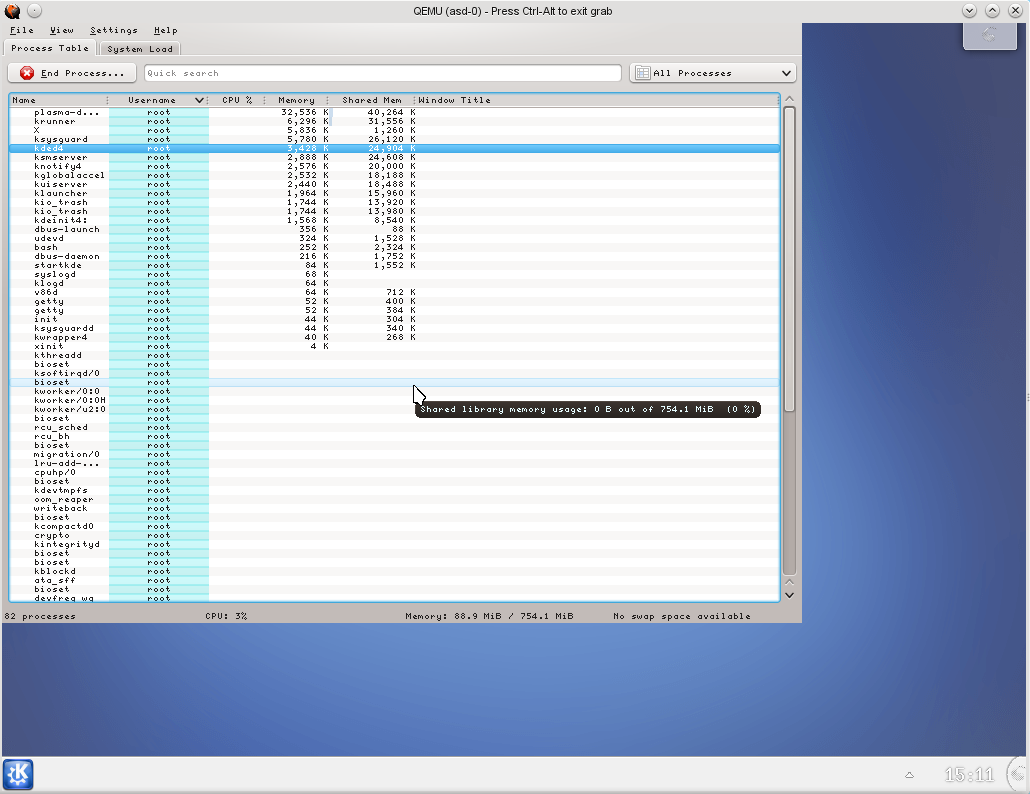 QEMU (asd-0) - Press Ctrl-Alt to exit grab
File View Settings Help
Process Table System Load
End Process... Quick search All Processes
Name Username CPU % Memory Shared Mem Window Title
plasma-d... root 32,536 K 40,264 K
krunner root 6,296 K 31,556 K
X root 5,836 K 1,260 K
ksysguard root 5,780 K 26,120 K
kded4 root 3,428 K 24,904 K
ksmserver root 2,888 K 24,608 K
knotify4 root 2,576 K 20,000 K
kglobalaccel root 2,532 K 18,188 K
kuiserver root 2,440 K 18,488 K
klauncher root 1,964 K 15,960 K
kio_trash root 1,744 K 13,920 K
kio_trash root 1,744 K 13,980 K
kdeinit4: root 1,568 K 8,540 K
dbus-launch root 356 K 88 K
udevd root 324 K 1,528 K
bash root 252 K 2,324 K
dbus-daemon root 216 K 1,752 K
startkde root 84 K 1,552 K
syslogd root 68 K
klogd root 64 K
v86d root 64 K 712 K
getty root 52 K 400 K
getty root 52 K 384 K
init root 44 K 304 K
ksysguardd root 44 K 340 K
kwrapper4 root 40 K 268 K
xinit root 4 K
kthreadd root
bioset root
ksoftirqd/0 root
bioset root
kworker/0:0 root
kworker/0:0H root
kworker/u2:0 root
Shared library memory usage: 0 B out of 754.1 MiB (0 %)
bioset root
rcu_sched root
rcu_bh root
bioset root
migration/0 root
lru-add-... root
cpuhp/0 root
bioset root
kdevtmpfs root
oom_reaper root
writeback root
bioset root
kcompactd0 root
crypto root
kintegrityd root
bioset root
bioset root
kblockd root
ata_sff root
bioset root
devfreq_wq root
82 processes CPU: 3% Memory: 88.9 MiB / 754.1 MiB No swap space available
15:11